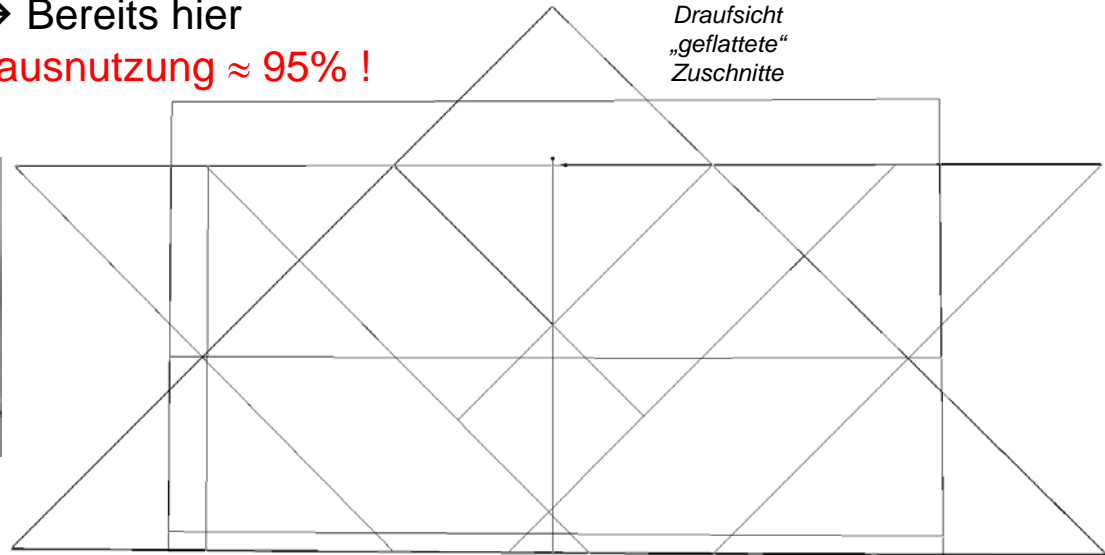 ➔ Bereits hier
ausnutzung ≈ 95% !
Draufsicht
„geflattete“
Zuschnitte